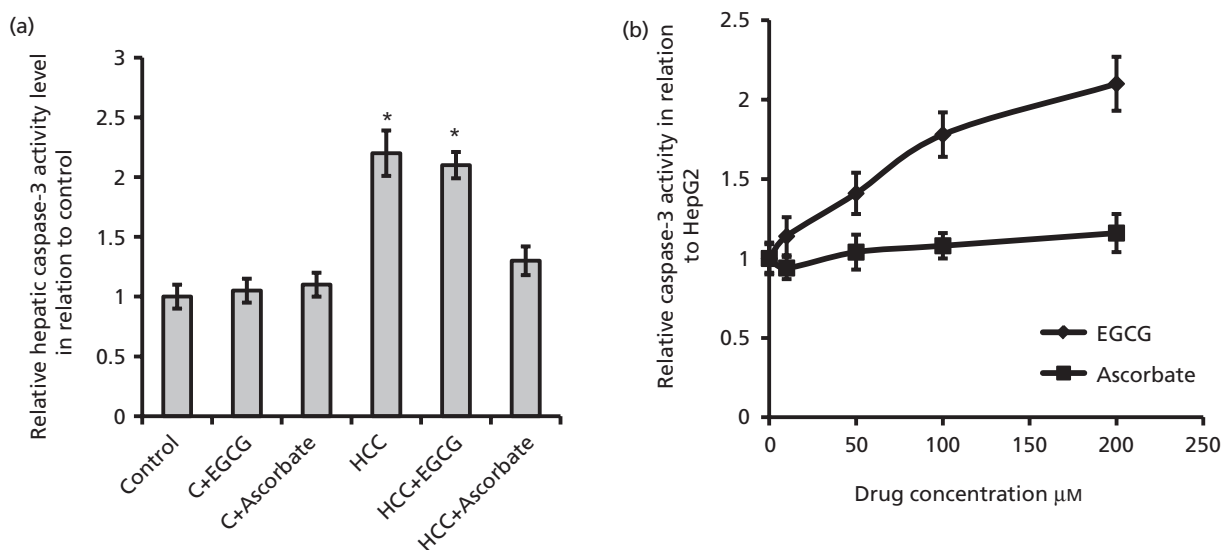 (a)
Relative hepatic caspase-3 activity level
in relation to control
3
2.5
2
1.5
1
0.5
0
*
*
Control
C+EGCG
C+Ascorbate
HCC
HCC+EGCG
HCC+Ascorbate
(b)
Relative caspase-3 activity in relation
to HepG2
2.5
2
1.5
1
0.5
0
0
50
100
150
200
250
EGCG
Ascorbate
Drug concentration μM